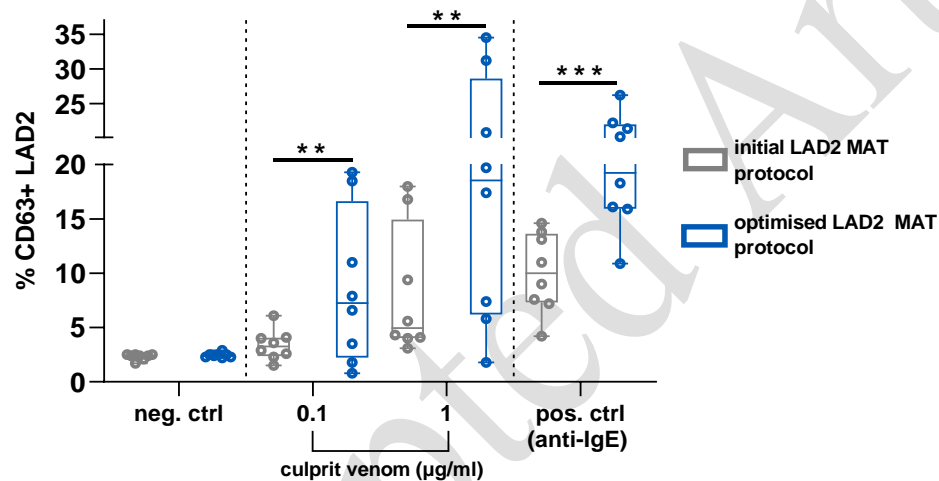 % CD63+ LAD2
35
30
25
20
15
10
5
0
**
**
***
neg. ctrl
0.1
1
pos. ctrl
(anti-IgE)
culprit venom (µg/ml)
initial LAD2 MAT
protocol
optimised LAD2 MAT
protocol